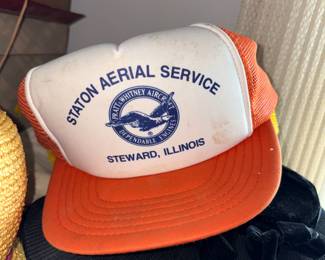 STATON AERIAL SERVICE
PRATT & WHITNEY AIRCRAFT
DEPENDABLE ENGINES
STEWARD, ILLINOIS